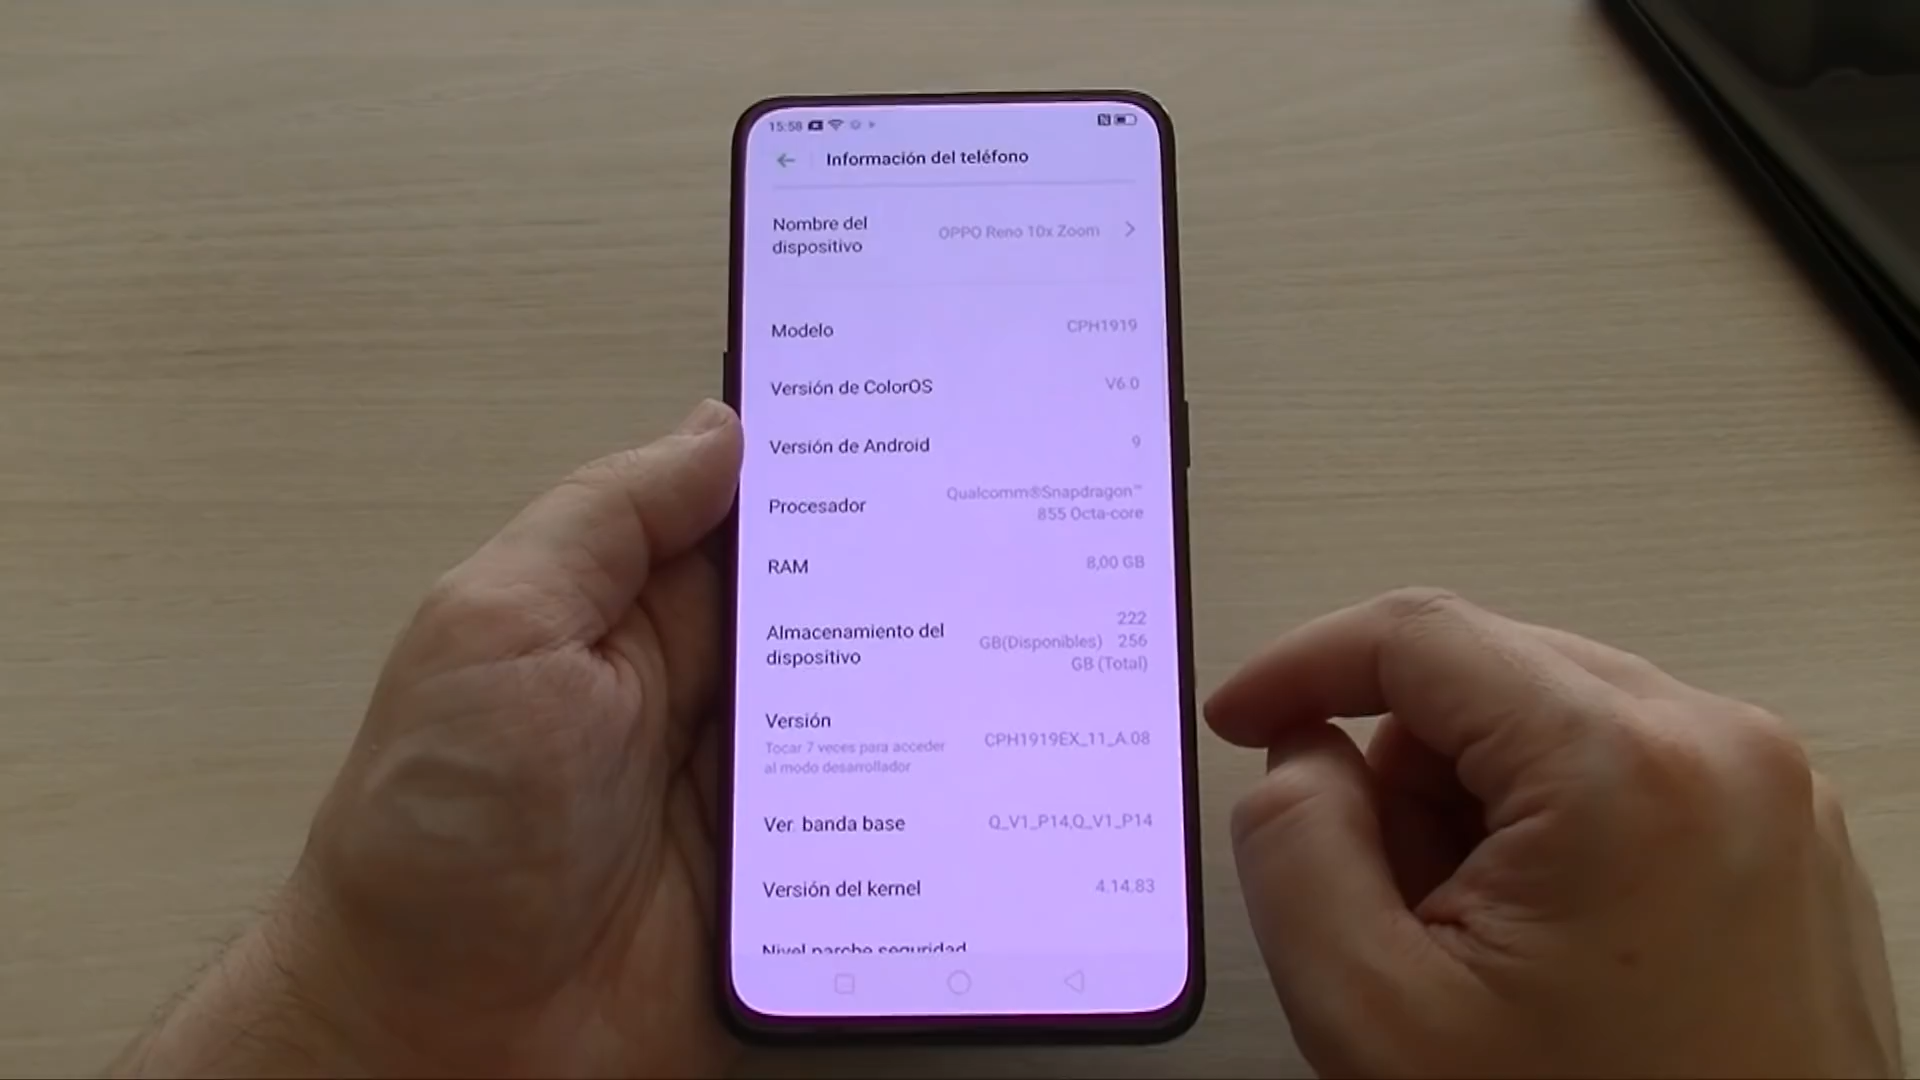 15:58
Información del teléfono
Nombre del
dispositivo
OPPO Reno 10x Zoom
Modelo
CPH1919
Versión de ColorOS
V6.0
Versión de Android
9
Procesador
Qualcomm®Snapdragon™
855 Octa-core
RAM
8,00 GB
Almacenamiento del
dispositivo
222
GB(Disponibles) 256
GB (Total)
Versión
Tocar 7 veces para acceder
al modo desarrollador
CPH1919EX_11_A.08
Ver. banda base
Q_V1_P14,Q_V1_P14
Versión del kernel
4.14.83
Nivel parche seguridad